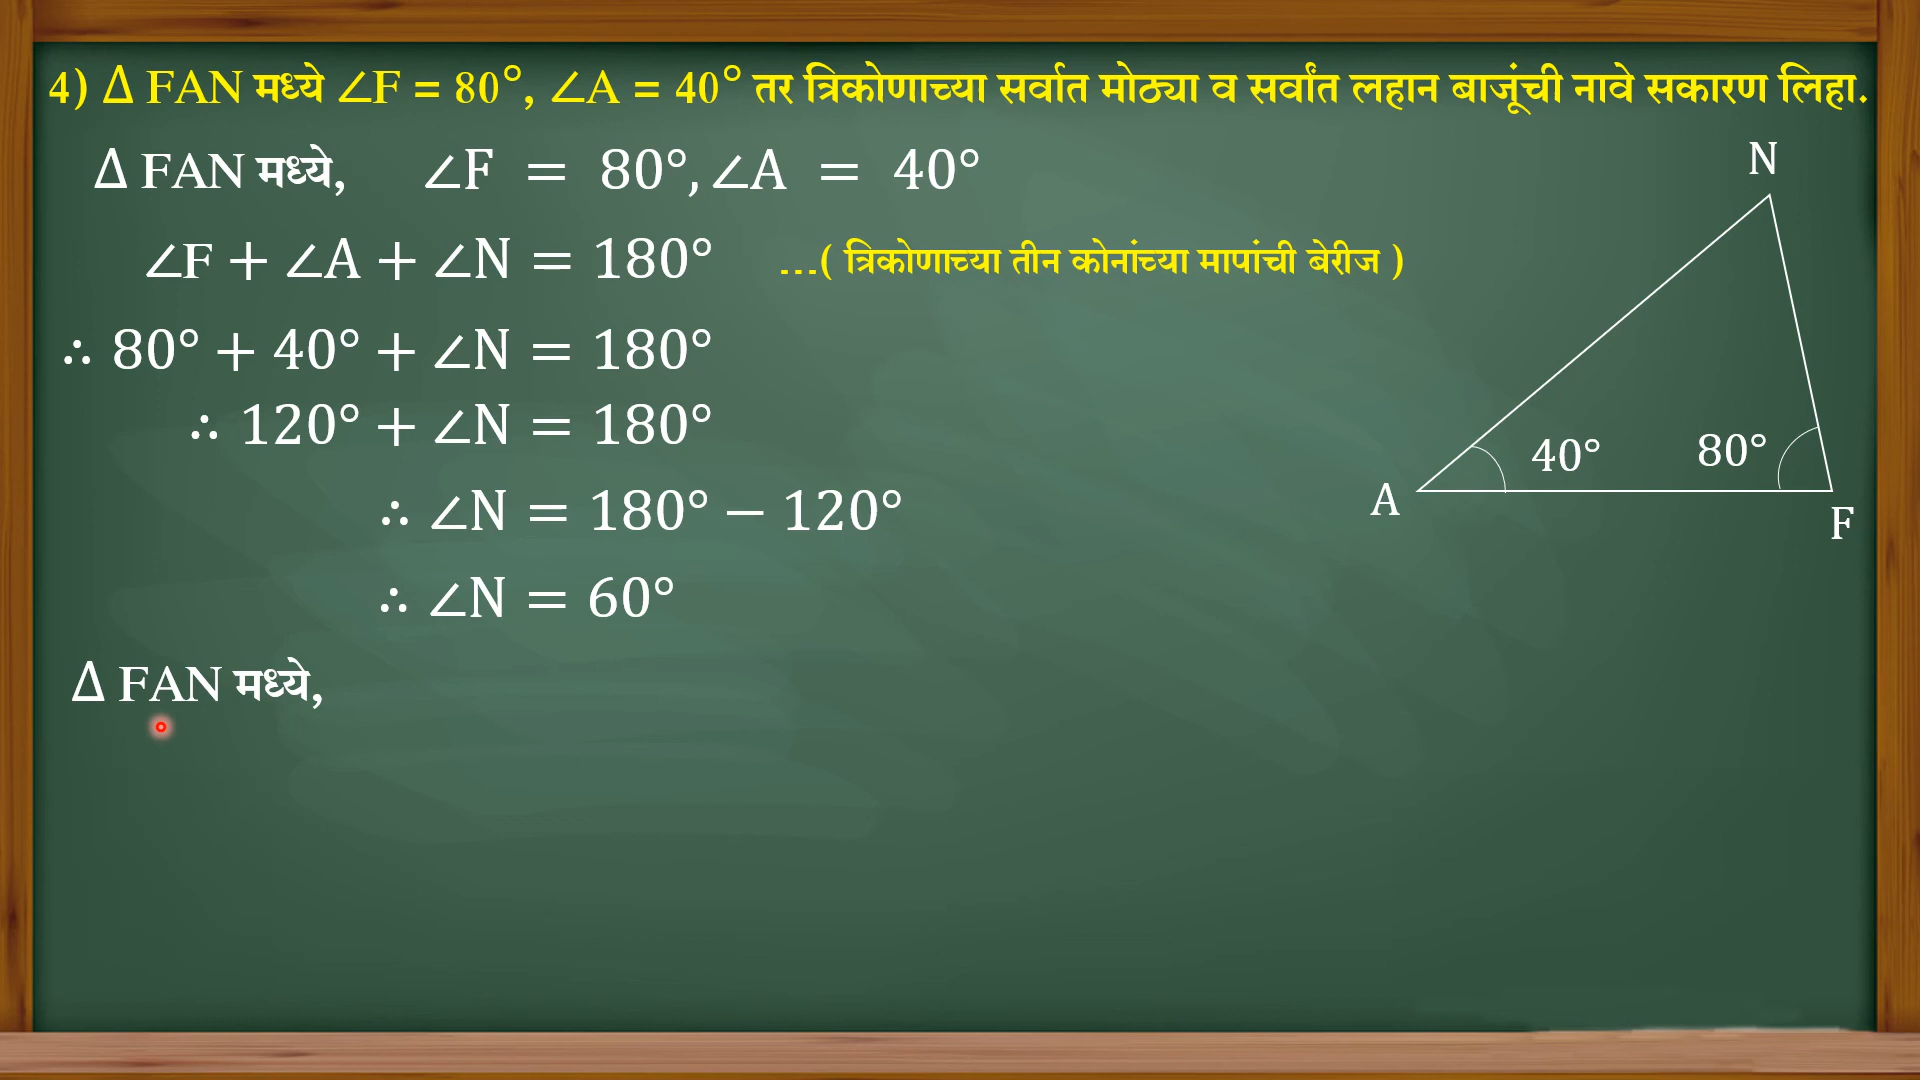 4) Δ FAN मध्ये ∠F = 80°, ∠A = 40° तर त्रिकोणाच्या सर्वात मोठ्या व सर्वांत लहान बाजूंची नावे सकारण लिहा.
Δ FAN मध्ये, ∠F = 80°, ∠A = 40°
∠F + ∠A + ∠N = 180° ...( त्रिकोणाच्या तीन कोनांच्या मापांची बेरीज )
∴ 80° + 40° + ∠N = 180°
∴ 120° + ∠N = 180°
∴ ∠N = 180° − 120°
∴ ∠N = 60°
Δ FAN मध्ये,
N
40° 80°
A
F